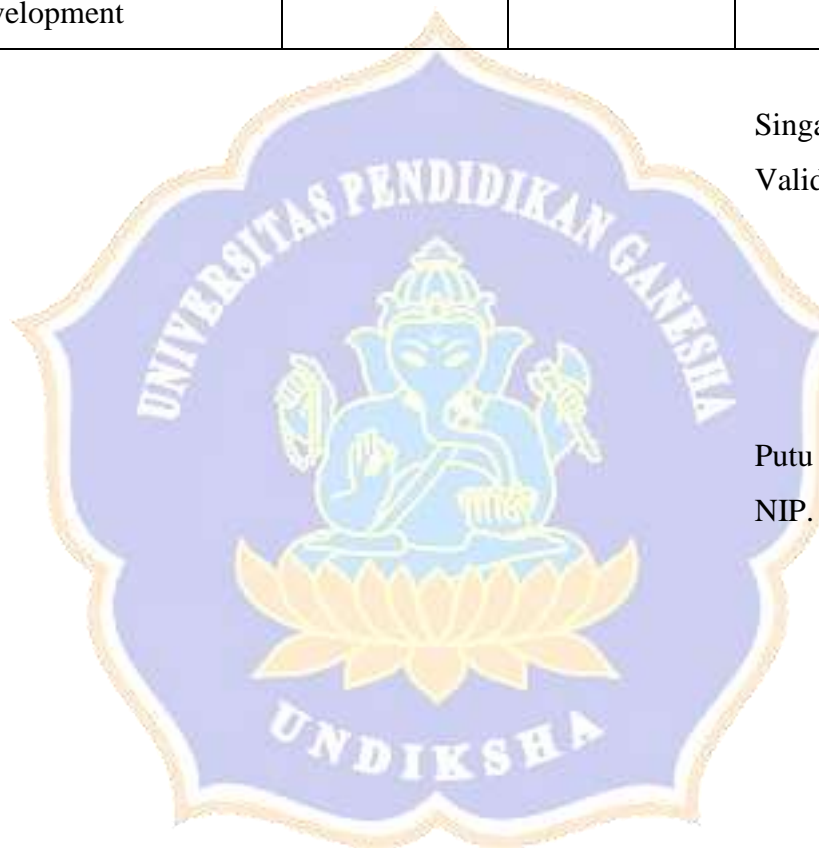 velopment
Singa
Valid
UNIVERSITAS PENDIDIKAN GANESHA
Putu
NIP.
UNDIKSHA